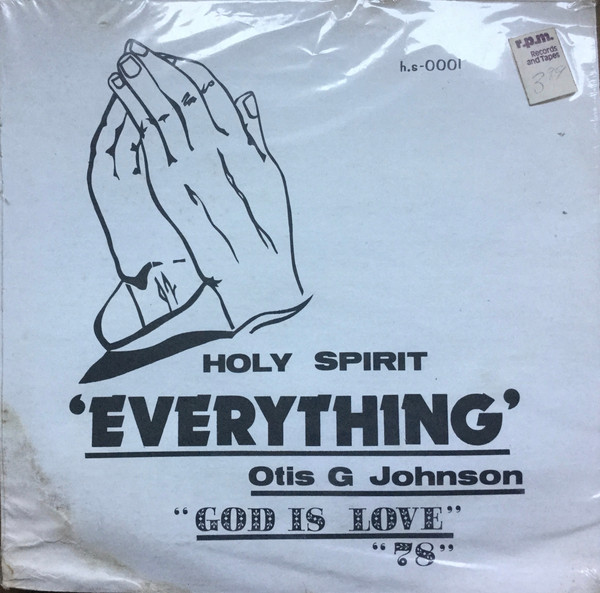 h.s-0001
r.p.m.
Records
and Tapes
HOLY SPIRIT
'EVERYTHING'
Otis G Johnson
"GOD IS LOVE"
"78"